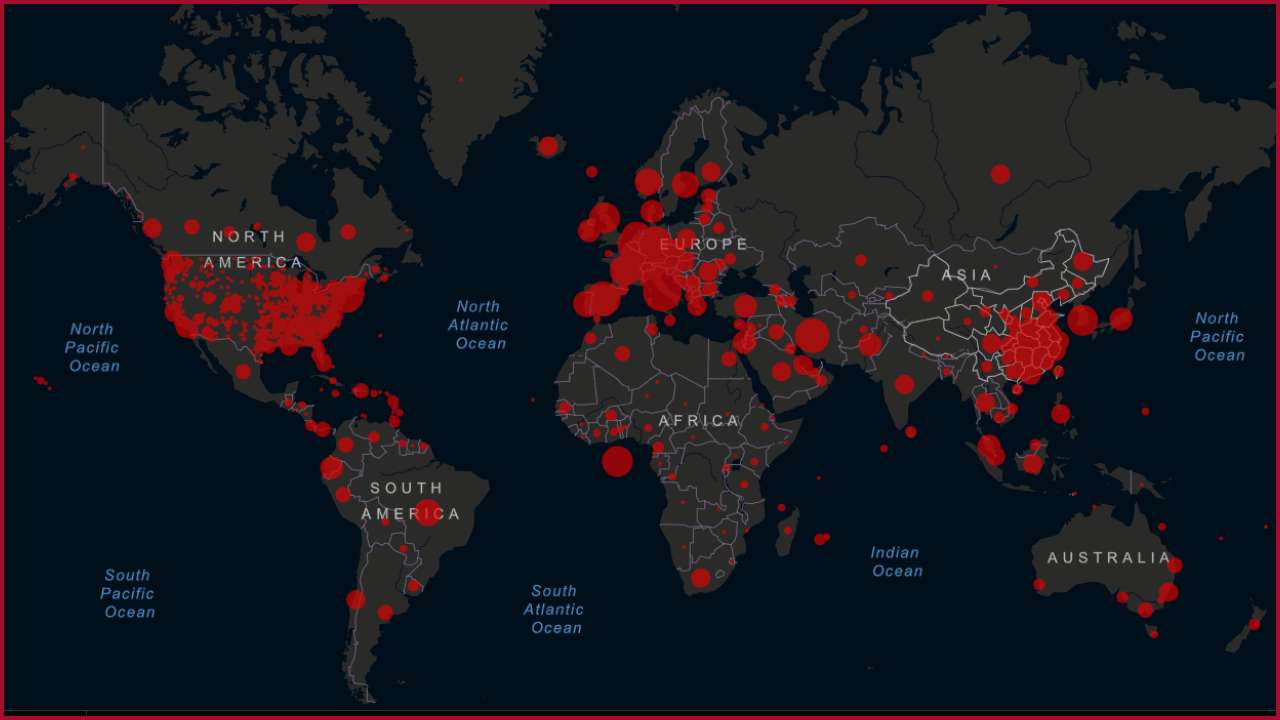 NORTH
AMERICA
EUROPE
ASIA
North
Pacific
Ocean
North
Atlantic
Ocean
North
Pacific
Ocean
AFRICA
SOUTH
AMERICA
South
Pacific
Ocean
South
Atlantic
Ocean
Indian
Ocean
AUSTRALIA